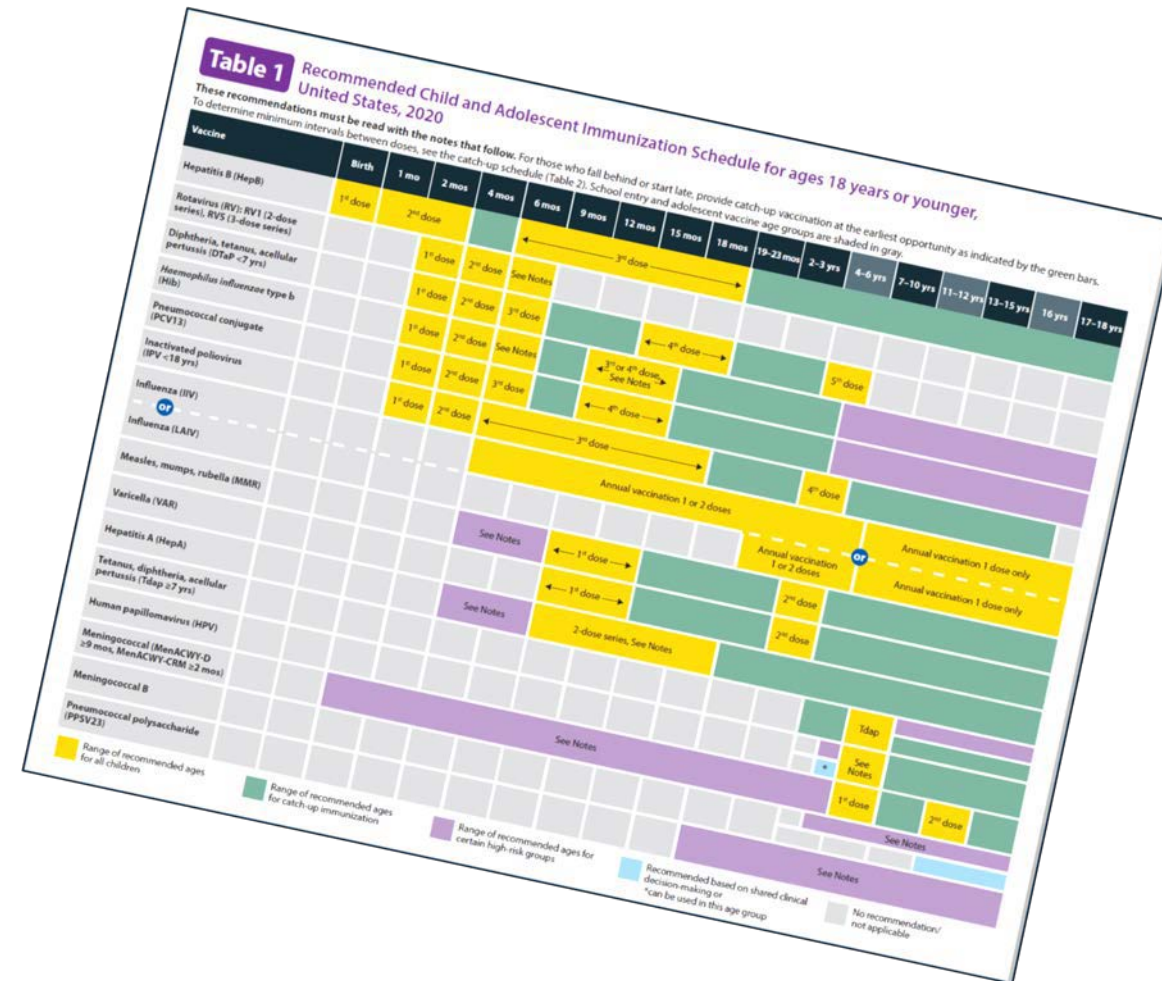 Table 1
Recommended Child and Adolescent Immunization Schedule for ages 18 years or younger,
United States, 2020
These recommendations must be read with the notes that follow. For those who fall behind or start late, provide catch-up vaccination at the earliest opportunity as indicated by the green bars.
To determine minimum intervals between doses, see the catch-up schedule (Table 2). School entry and adolescent vaccine age groups are shaded in gray.
Vaccine Birth 1 mo 2 mos 4 mos 6 mos 9 mos 12 mos 15 mos 18 mos 19–23 mos 2–3 yrs 4–6 yrs 7–10 yrs 11–12 yrs 13–15 yrs 16 yrs 17–18 yrs
Hepatitis B (HepB) 1st dose 2nd dose 3rd dose
Rotavirus (RV): RV1 (2-dose
series), RV5 (3-dose series) 1st dose 2nd dose See Notes
Diphtheria, tetanus, acellular
pertussis (DTaP <7 yrs) 1st dose 2nd dose 3rd dose 4th dose 5th dose
Haemophilus influenzae type b
(Hib) 1st dose 2nd dose See Notes 3rd or 4th dose,
See Notes
Pneumococcal conjugate
(PCV13) 1st dose 2nd dose 3rd dose 4th dose
Inactivated poliovirus
(IPV <18 yrs) 1st dose 2nd dose 3rd dose 4th dose
Influenza (IIV) Annual vaccination 1 or 2 doses Annual vaccination 1 dose only
or or
Influenza (LAIV) Annual vaccination
1 or 2 doses Annual vaccination 1 dose only
Measles, mumps, rubella (MMR) See Notes 1st dose 2nd dose
Varicella (VAR) 1st dose 2nd dose
Hepatitis A (HepA) See Notes 2-dose series, See Notes
Tetanus, diphtheria, acellular
pertussis (Tdap ≥7 yrs) Tdap
Human papillomavirus (HPV) * See
Notes
Meningococcal (MenACWY-D
≥9 mos, MenACWY-CRM ≥2 mos) See Notes 1st dose 2nd dose
Meningococcal B See Notes
Pneumococcal polysaccharide
(PPSV23) See Notes
Range of recommended ages
for all children
Range of recommended ages
for catch-up immunization
Range of recommended ages for
certain high-risk groups
Recommended based on shared clinical
decision-making or
*can be used in this age group
No recommendation/
not applicable